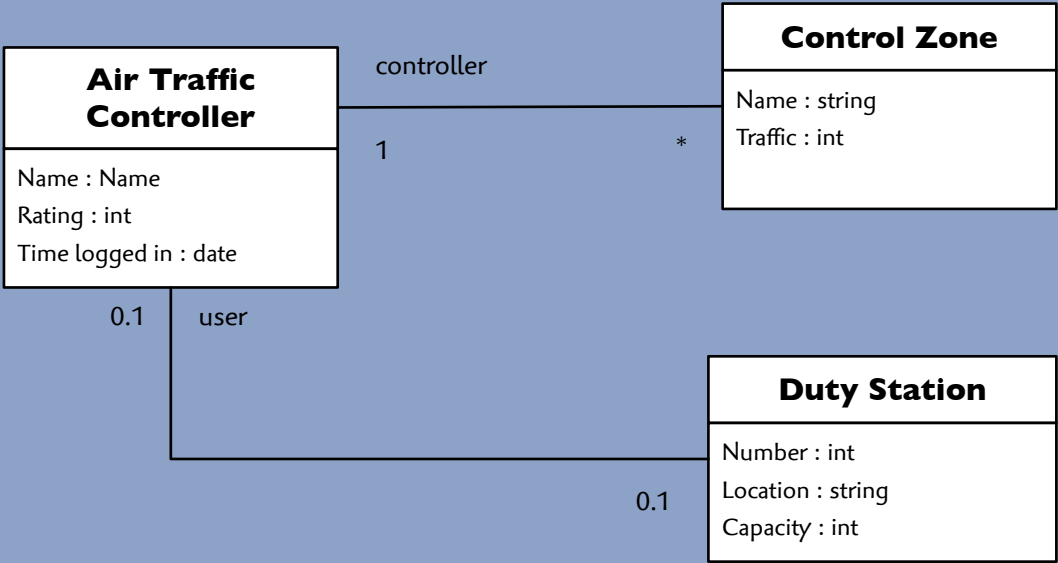 Air Traffic
Controller
Name : Name
Rating : int
Time logged in : date
controller
1
*
Control Zone
Name : string
Traffic : int
0.1
user
0.1
Duty Station
Number : int
Location : string
Capacity : int